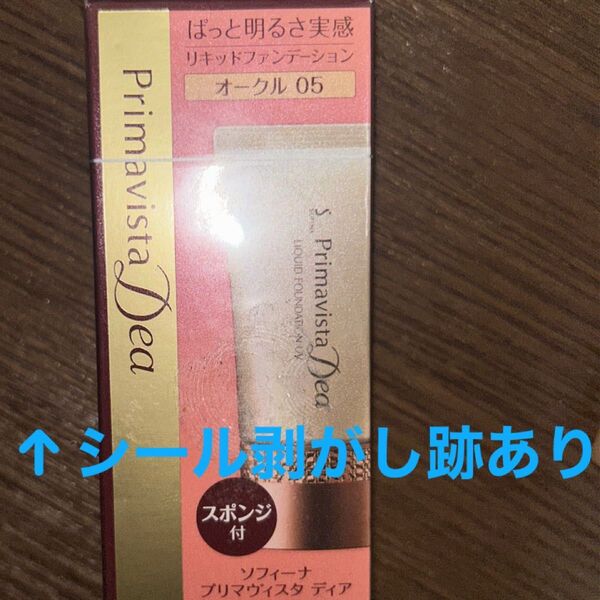 ぱっと明るさ実感
リキッドファンデーション
オークル 05
Primavista Dea
S
SOFINA
Primavista Dea
LIQUID FOUNDATION UV
↑シール剥がし跡あり
スポンジ
付
ソフィーナ
プリマヴィスタ ディア